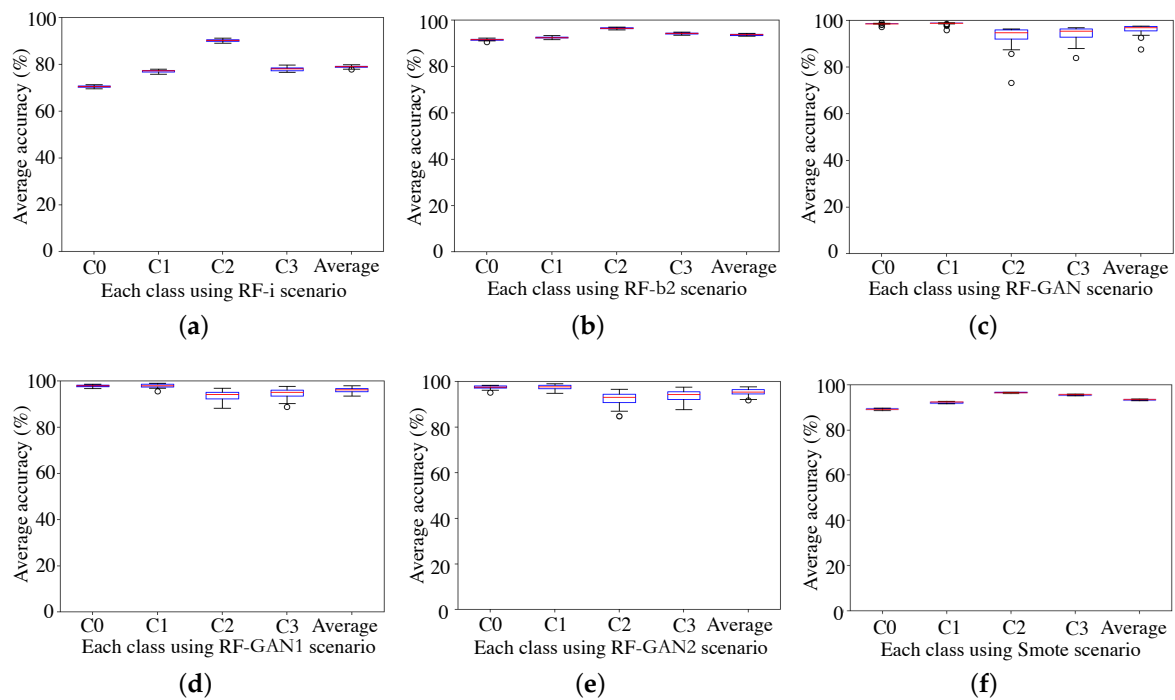 Average accuracy (%)
100
80
60
40
20
0
C0 C1 C2 C3 Average
Each class using RF-i scenario
(a)
Average accuracy (%)
100
80
60
40
20
0
C0 C1 C2 C3 Average
Each class using RF-b2 scenario
(b)
Average accuracy (%)
100
80
60
40
20
0
C0 C1 C2 C3 Average
Each class using RF-GAN scenario
(c)
Average accuracy (%)
100
80
60
40
20
0
C0 C1 C2 C3 Average
Each class using RF-GAN1 scenario
(d)
Average accuracy (%)
100
80
60
40
20
0
C0 C1 C2 C3 Average
Each class using RF-GAN2 scenario
(e)
Average accuracy (%)
100
80
60
40
20
0
C0 C1 C2 C3 Average
Each class using Smote scenario
(f)